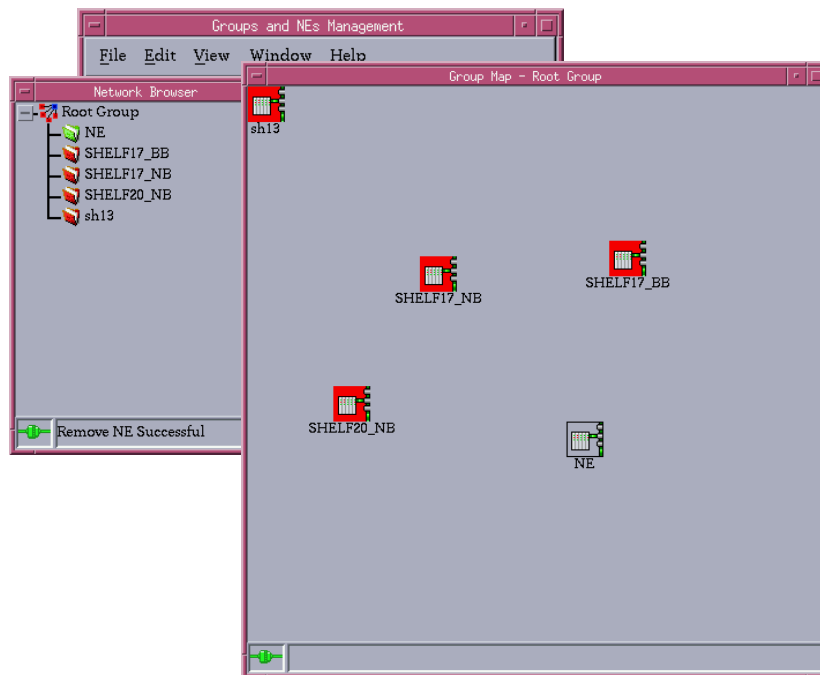 Groups and NEs Management
File Edit View Window Help
Network Browser
Root Group
NE
SHELF17_BB
SHELF17_NB
SHELF20_NB
sh13
Remove NE Successful
Group Map - Root Group
sh13
SHELF17_BB
SHELF17_NB
SHELF20_NB
NE